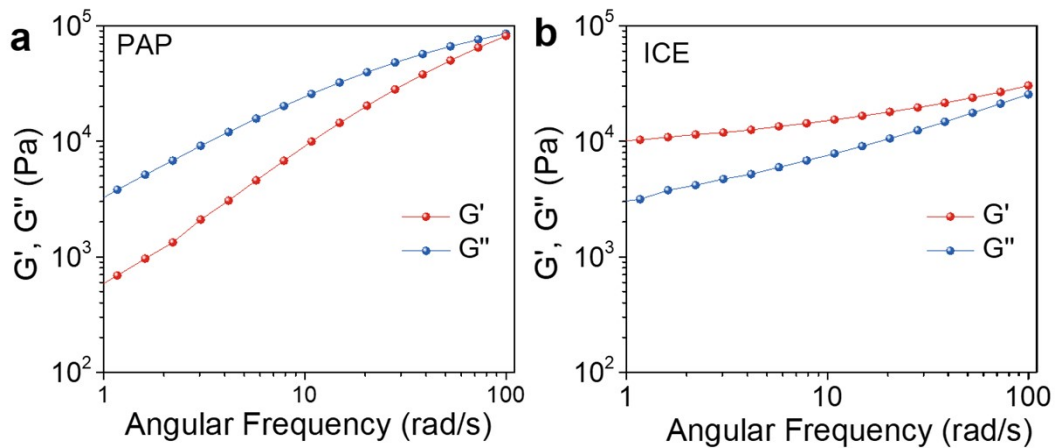 a
PAP
10^5
10^4
10^3
10^2
G', G" (Pa)
G'
G"
1
10
100
Angular Frequency (rad/s)
b
ICE
10^5
10^4
10^3
10^2
G', G" (Pa)
G'
G"
1
10
100
Angular Frequency (rad/s)